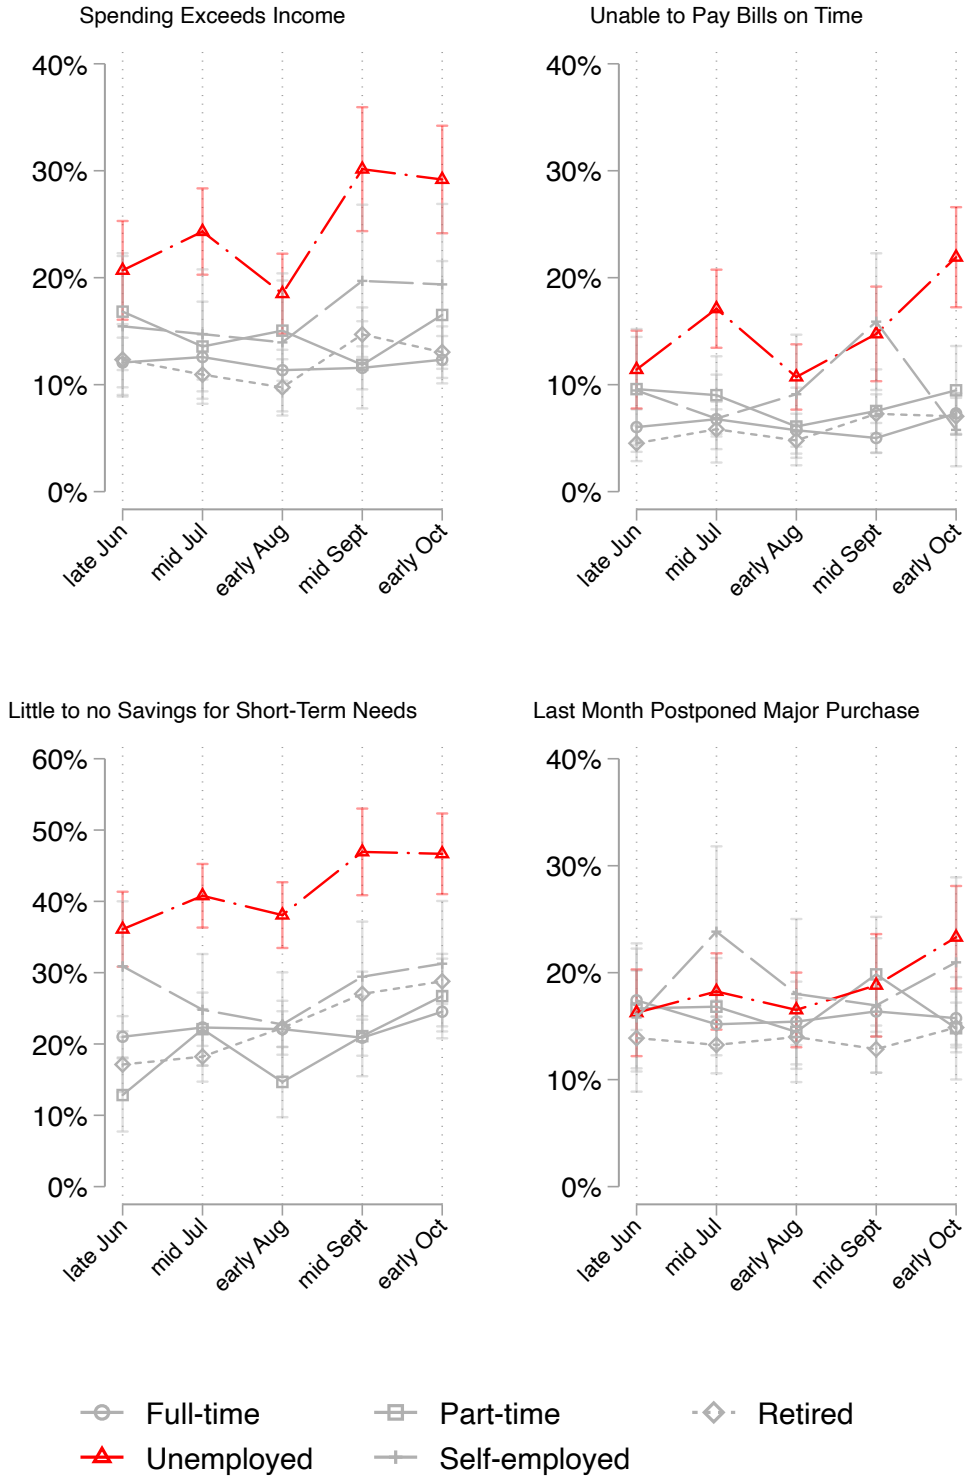 Spending Exceeds Income
40%
30%
20%
10%
0%
late Jun
mid Jul
early Aug
mid Sept
early Oct
Unable to Pay Bills on Time
40%
30%
20%
10%
0%
late Jun
mid Jul
early Aug
mid Sept
early Oct
Little to no Savings for Short-Term Needs
60%
50%
40%
30%
20%
10%
0%
late Jun
mid Jul
early Aug
mid Sept
early Oct
Last Month Postponed Major Purchase
40%
30%
20%
10%
0%
late Jun
mid Jul
early Aug
mid Sept
early Oct
Full-time
Part-time
Retired
Unemployed
Self-employed